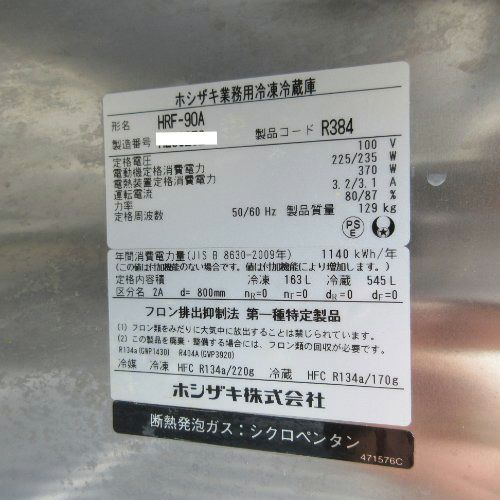 ホシザキ業務用冷凍冷蔵庫
形名 HRF-90A
製造番号 製品コード R384
定格電圧 100 V
電動機定格消費電力 225/235 W
電熱装置定格消費電力 370 W
運転電流 3.2/3.1 A
力率 80/87 %
定格周波数 50/60 Hz 製品質量 129 kg
PS
E
年間消費電力量(JIS B 8630-2009年) 1140 kWh/年
(この値は付加機能のない場合です。値は付加機能により増加します。)
定格内容積 冷凍 163 L 冷蔵 545 L
区分名 2A d= 800mm nR=0 nF=0 dR=0 dF=0
フロン排出抑制法 第一種特定製品
(1) フロン類をみだりに大気中に放出することは禁じられています。
(2) この製品を廃棄・整備する場合には、フロン類の回収が必要です。
R134a(GWP1430) R404A(GWP3920)
冷媒 冷凍 HFC R134a/220g 冷蔵 HFC R134a/170g
ホシザキ株式会社
断熱発泡ガス：シクロペンタン
471576C